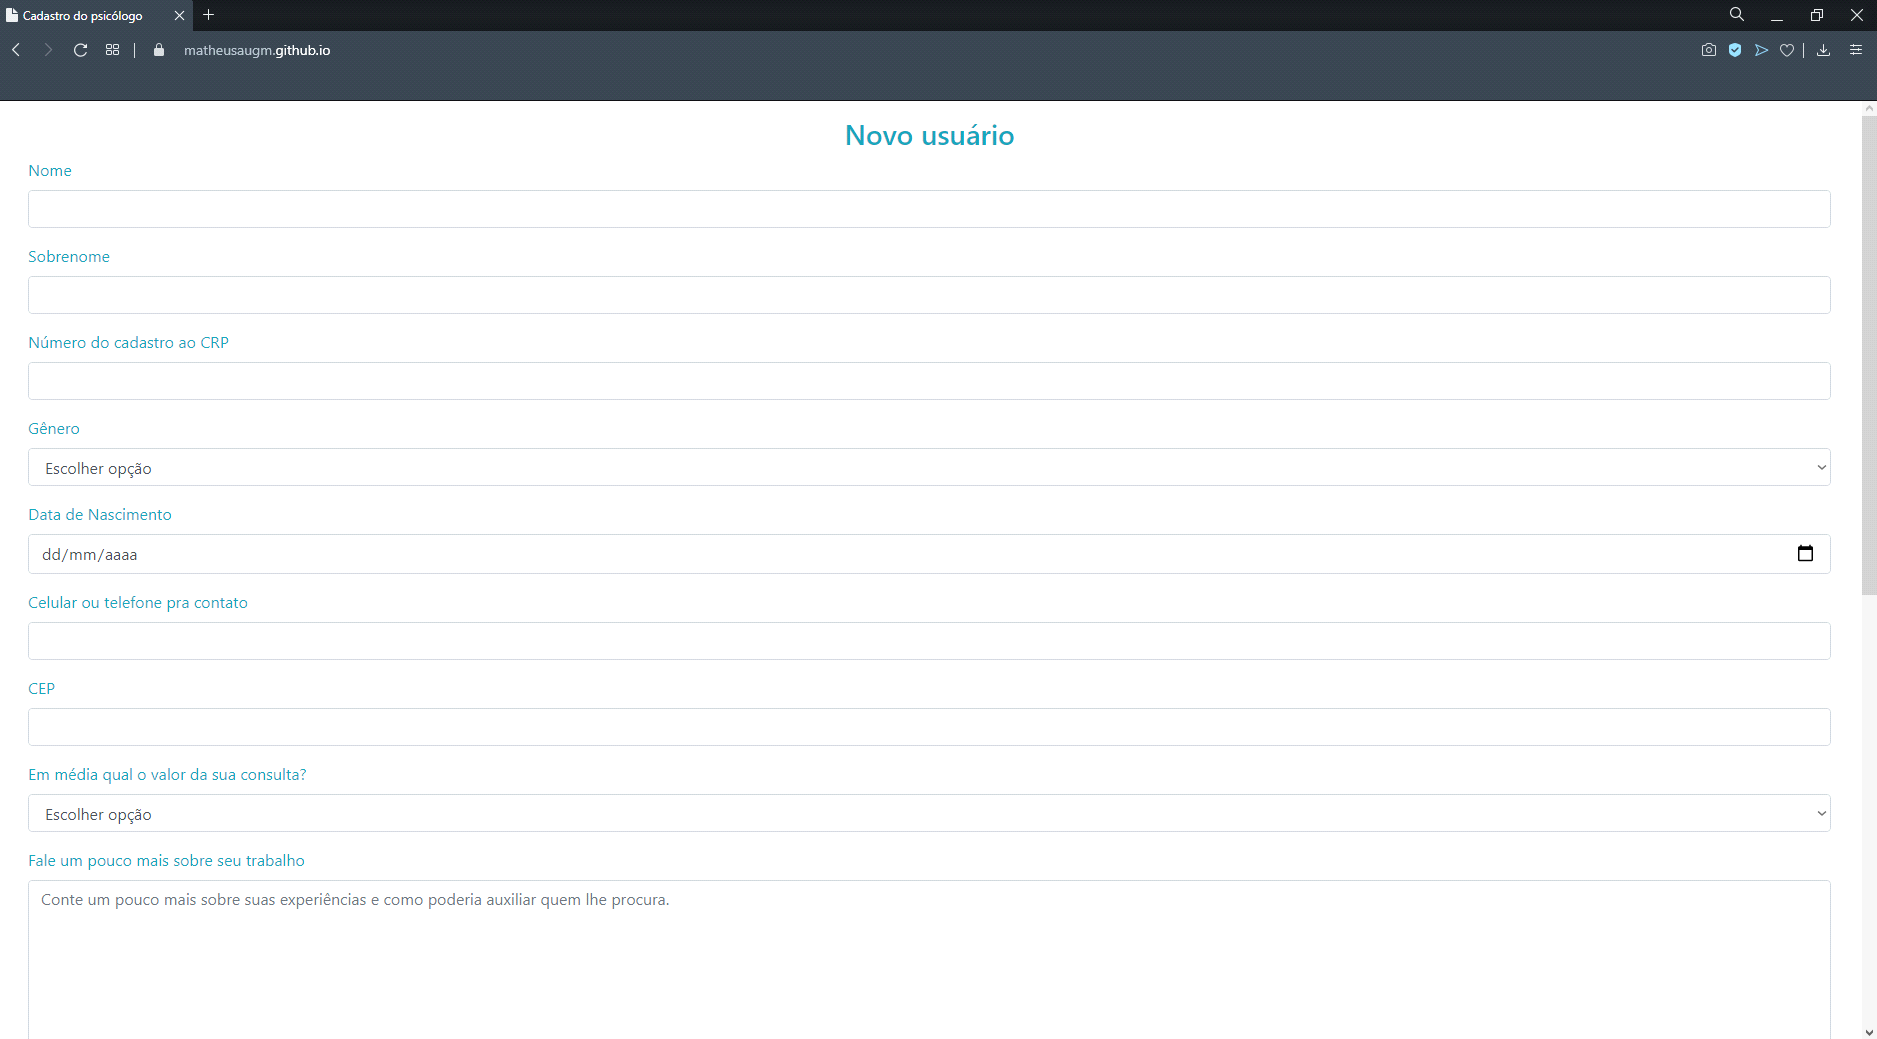 Cadastro do psicólogo
matheusaugm.github.io
Novo usuário
Nome
Sobrenome
Número do cadastro ao CRP
Gênero
Escolher opção
Data de Nascimento
dd/mm/aaaa
Celular ou telefone pra contato
CEP
Em média qual o valor da sua consulta?
Escolher opção
Fale um pouco mais sobre seu trabalho
Conte um pouco mais sobre suas experiências e como poderia auxiliar quem lhe procura.